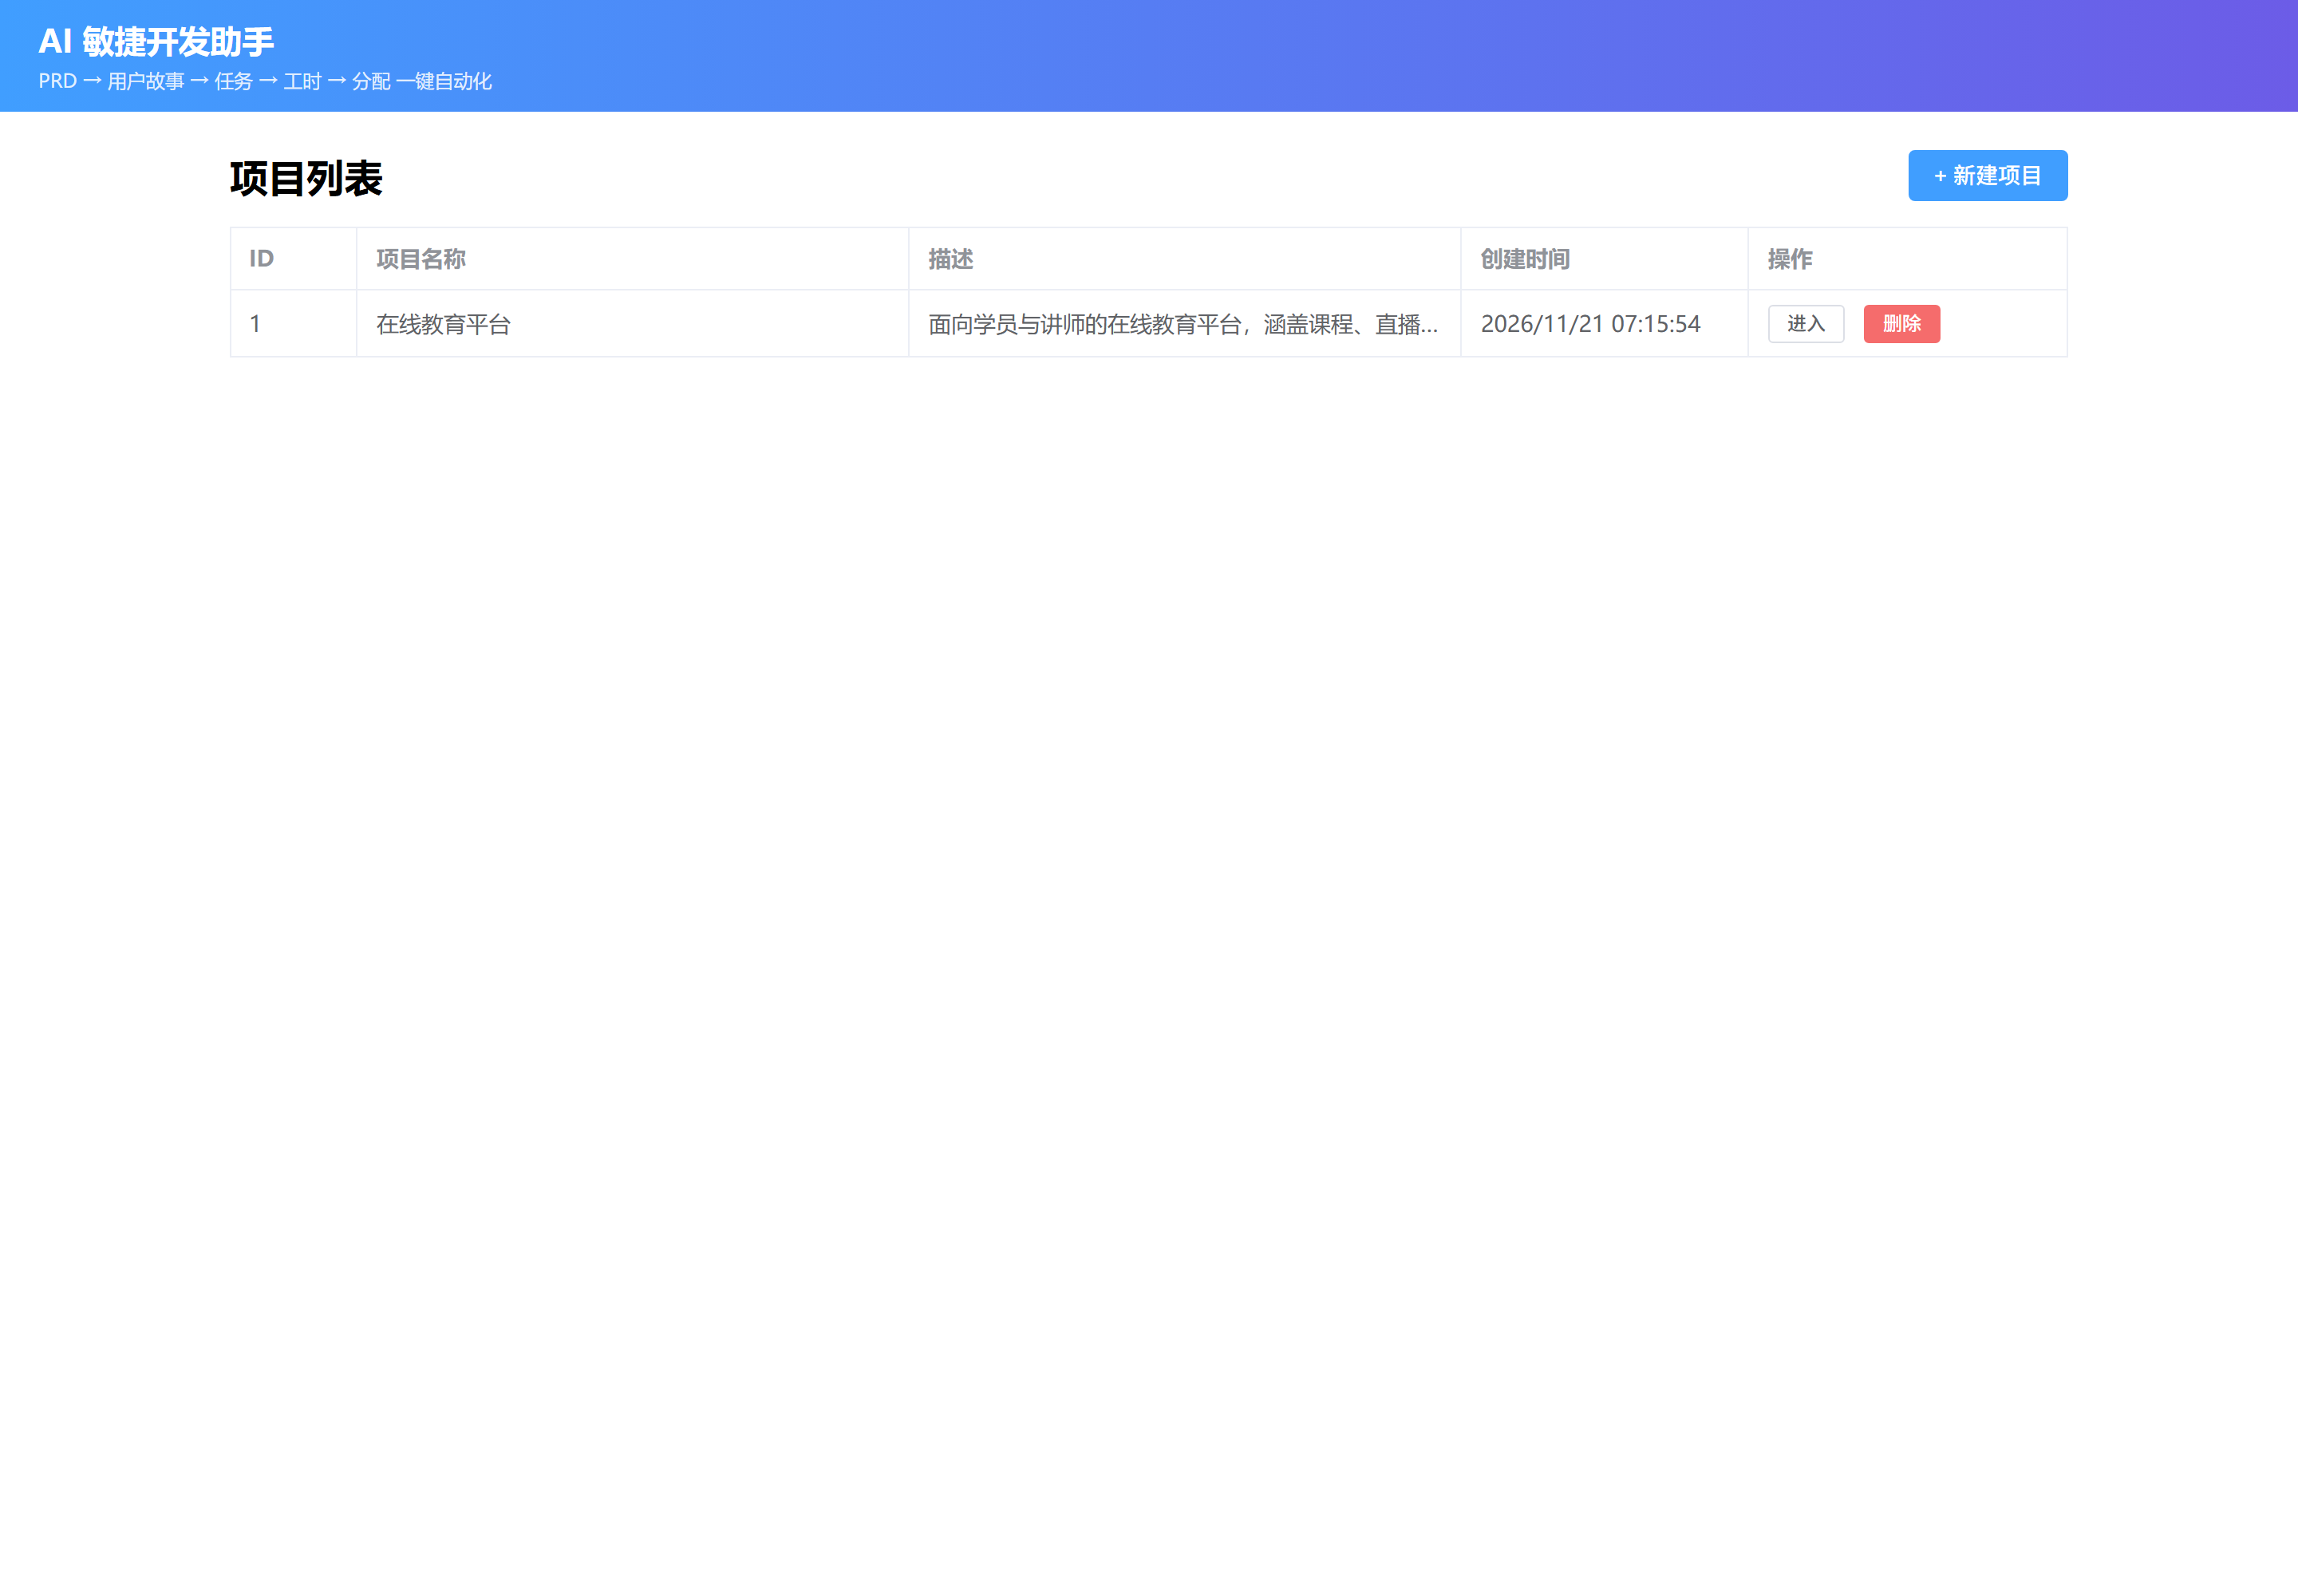 AI 敏捷开发助手
PRD → 用户故事 → 任务 → 工时 → 分配 一键自动化
项目列表
+ 新建项目
ID 项目名称 描述 创建时间 操作
1 在线教育平台 面向学员与讲师的在线教育平台，涵盖课程、直播... 2026/11/21 07:15:54 进入 删除